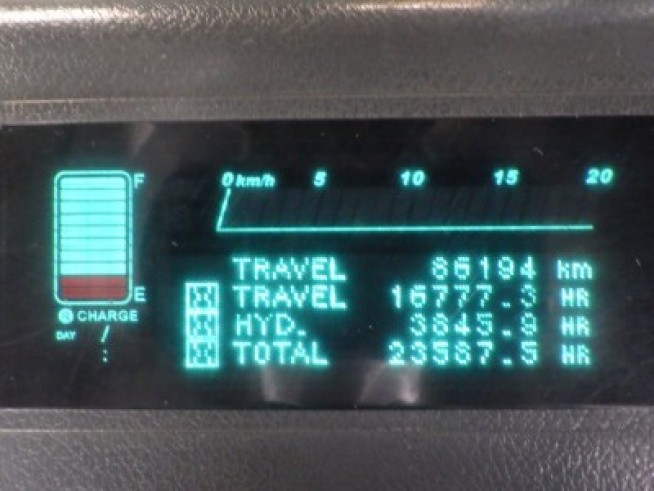 F
0 km/h 5 10 15 20
TRAVEL 86194 km
E TRAVEL 16777.3 HR
CHARGE HYD. 3845.9 HR
DAY TOTAL 23587.5 HR